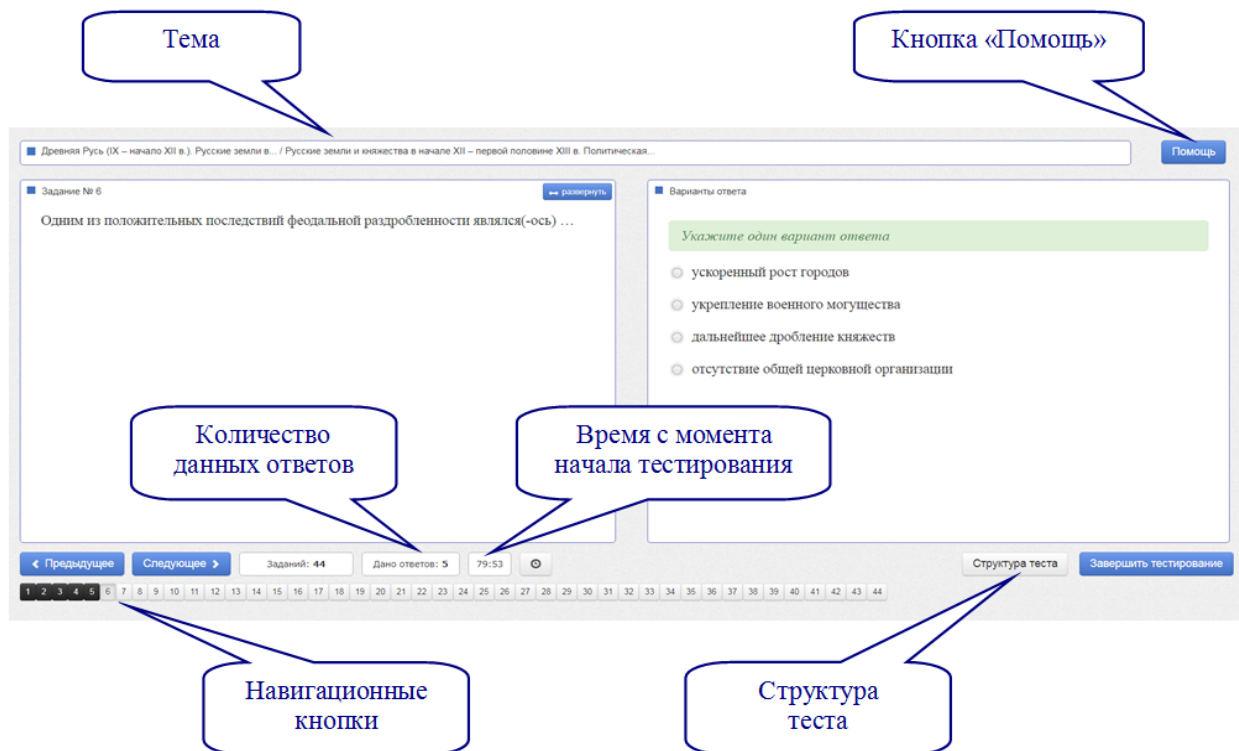 Тема
Кнопка «Помощь»
Древняя Русь (IX – начало XII в.). Русские земли в... / Русские земли и княжества в начале XII – первой половине XIII в. Политическая...
Помощь
Задание № 6
развернуть
Одним из положительных последствий феодальной раздробленности являлся(-ось) …
Варианты ответа
Укажите один вариант ответа
ускоренный рост городов
укрепление военного могущества
дальнейшее дробление княжеств
отсутствие общей церковной организации
Количество
данных ответов
Время с момента
начала тестирования
Предыдущее
Следующее
Заданий: 44
Дано ответов: 5
79:53
Структура теста
Завершить тестирование
1 2 3 4 5 6 7 8 9 10 11 12 13 14 15 16 17 18 19 20 21 22 23 24 25 26 27 28 29 30 31 32 33 34 35 36 37 38 39 40 41 42 43 44
Навигационные
кнопки
Структура
теста